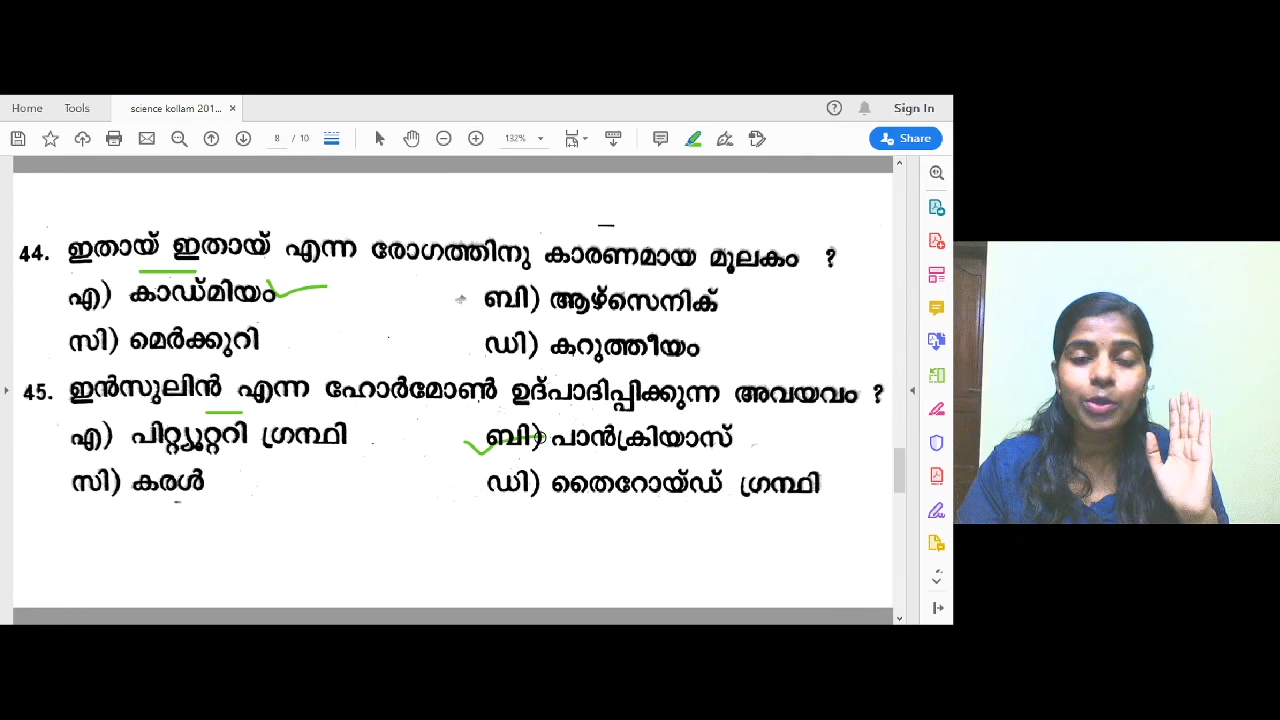 Home Tools science kollam 201... × Sign In
8 / 10 132% Share
44. ഇതായ് ഇതായ് എന്ന രോഗത്തിനു കാരണമായ മൂലകം ?
എ) കാഡ്മിയം ബി) ആഴ്സെനിക്
സി) മെർക്കുറി ഡി) കറുത്തീയം
45. ഇൻസുലിൻ എന്ന ഹോർമോൺ ഉദ്പാദിപ്പിക്കുന്ന അവയവം ?
എ) പിറ്റ്യൂറ്ററി ഗ്രന്ഥി ബി) പാൻക്രിയാസ്
സി) കരൾ ഡി) തൈറോയ്ഡ് ഗ്രന്ഥി